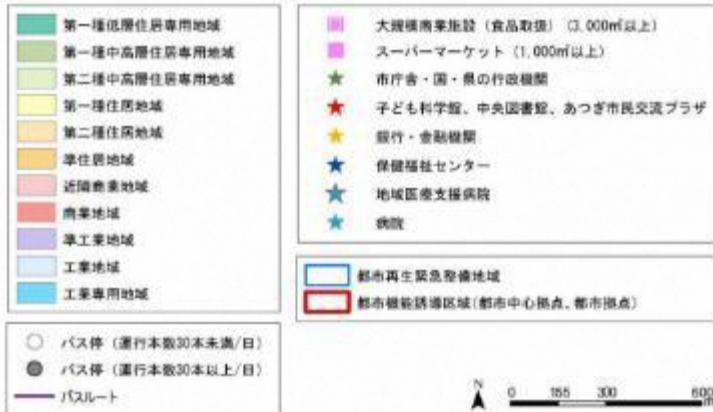 第一種低層住居専用地域
第一種中高層住居専用地域
第二種中高層住居専用地域
第一種住居地域
第二種住居地域
準住居地域
近隣商業地域
商業地域
準工業地域
工業地域
工業専用地域
バス停（運行本数30本未満/日）
バス停（運行本数30本以上/日）
バスルート
大規模商業施設（食品取扱）（3,000㎡以上）
スーパーマーケット（1,000㎡以上）
市庁舎・国・県の行政機関
子ども科学館、中央図書館、あつぎ市民交流プラザ
銀行・金融機関
保健福祉センター
地域医療支援病院
病院
都市再生緊急整備地域
都市機能誘導区域（都市中心拠点、都市拠点）
N
0 155 300 600
m